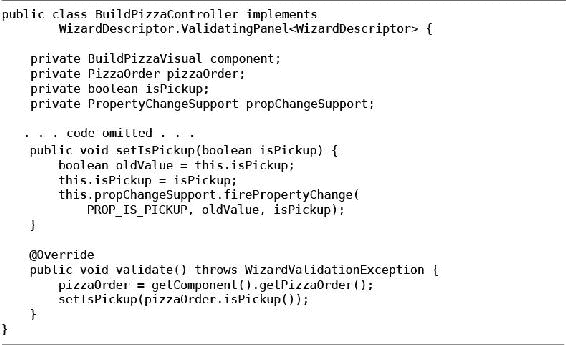 public class BuildPizzaController implements
        WizardDescriptor.ValidatingPanel<WizardDescriptor> {

    private BuildPizzaVisual component;
    private PizzaOrder pizzaOrder;
    private boolean isPickup;
    private PropertyChangeSupport propChangeSupport;

   . . . code omitted . . .
    public void setIsPickup(boolean isPickup) {
        boolean oldValue = this.isPickup;
        this.isPickup = isPickup;
        this.propChangeSupport.firePropertyChange(
            PROP_IS_PICKUP, oldValue, isPickup);
    }

    @Override
    public void validate() throws WizardValidationException {
        pizzaOrder = getComponent().getPizzaOrder();
        setIsPickup(pizzaOrder.isPickup());
    }
}